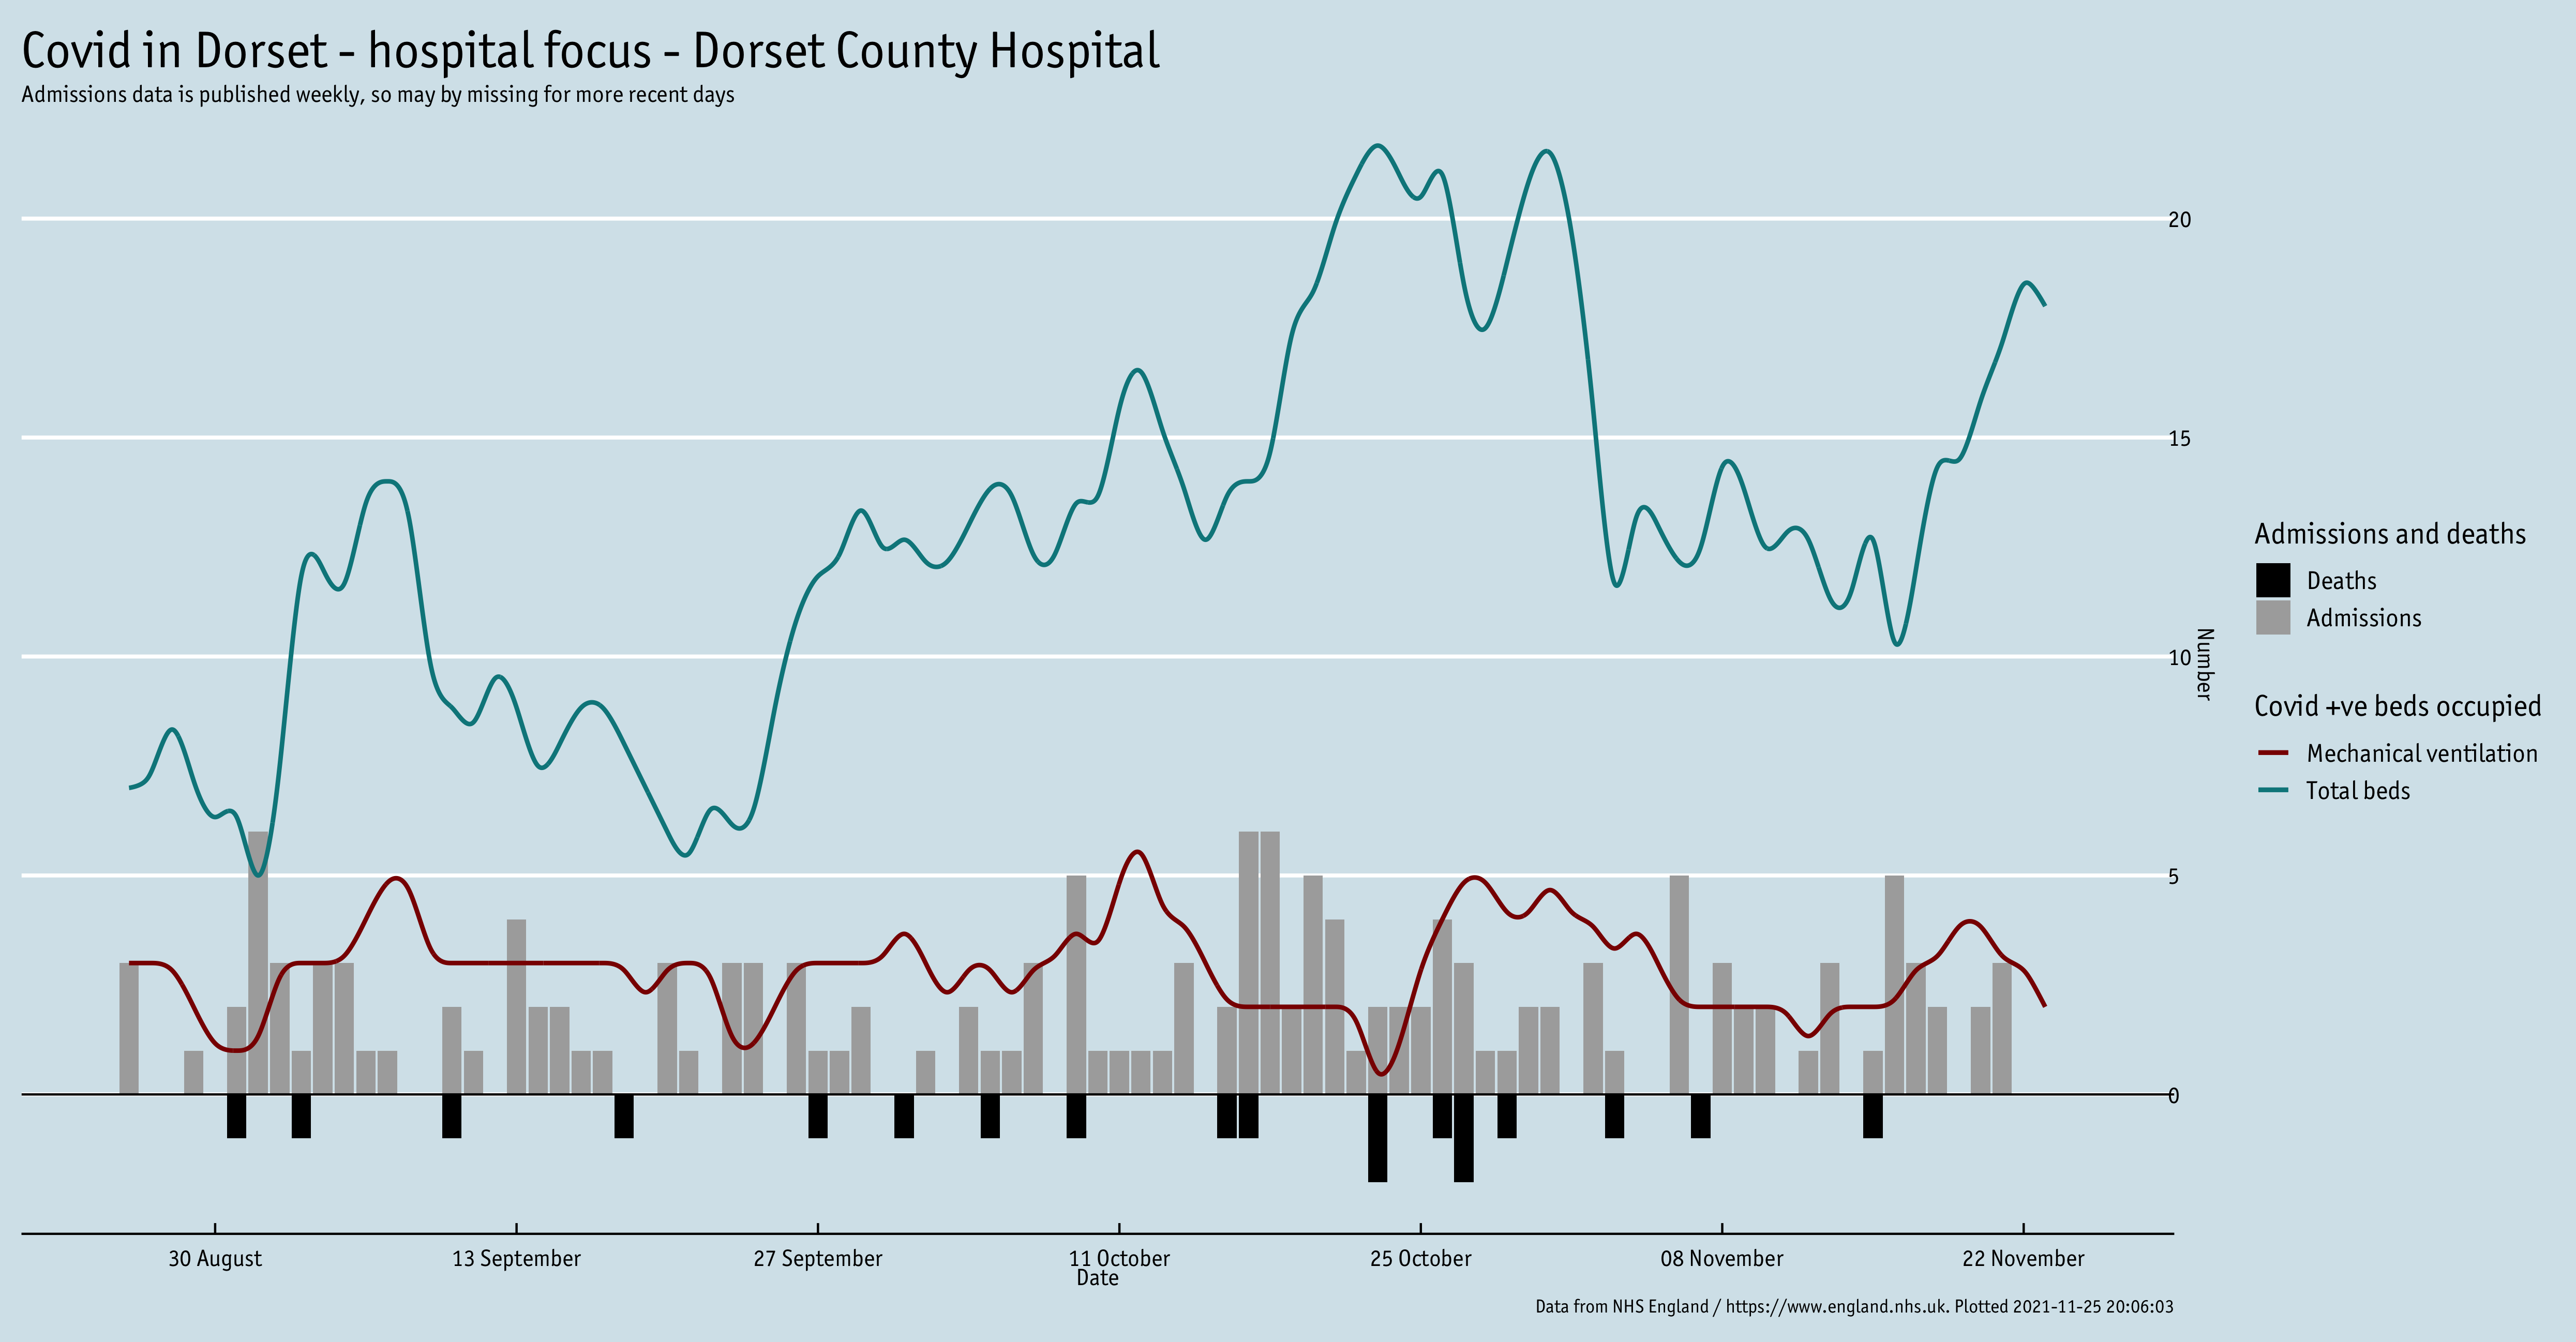 Covid in Dorset - hospital focus - Dorset County Hospital
Admissions data is published weekly, so may by missing for more recent days
20
15
10
5
0
Number
Admissions and deaths
Deaths
Admissions
Covid +ve beds occupied
Mechanical ventilation
Total beds
30 August
13 September
27 September
11 October
25 October
08 November
22 November
Date
Data from NHS England / https://www.england.nhs.uk. Plotted 2021-11-25 20:06:03